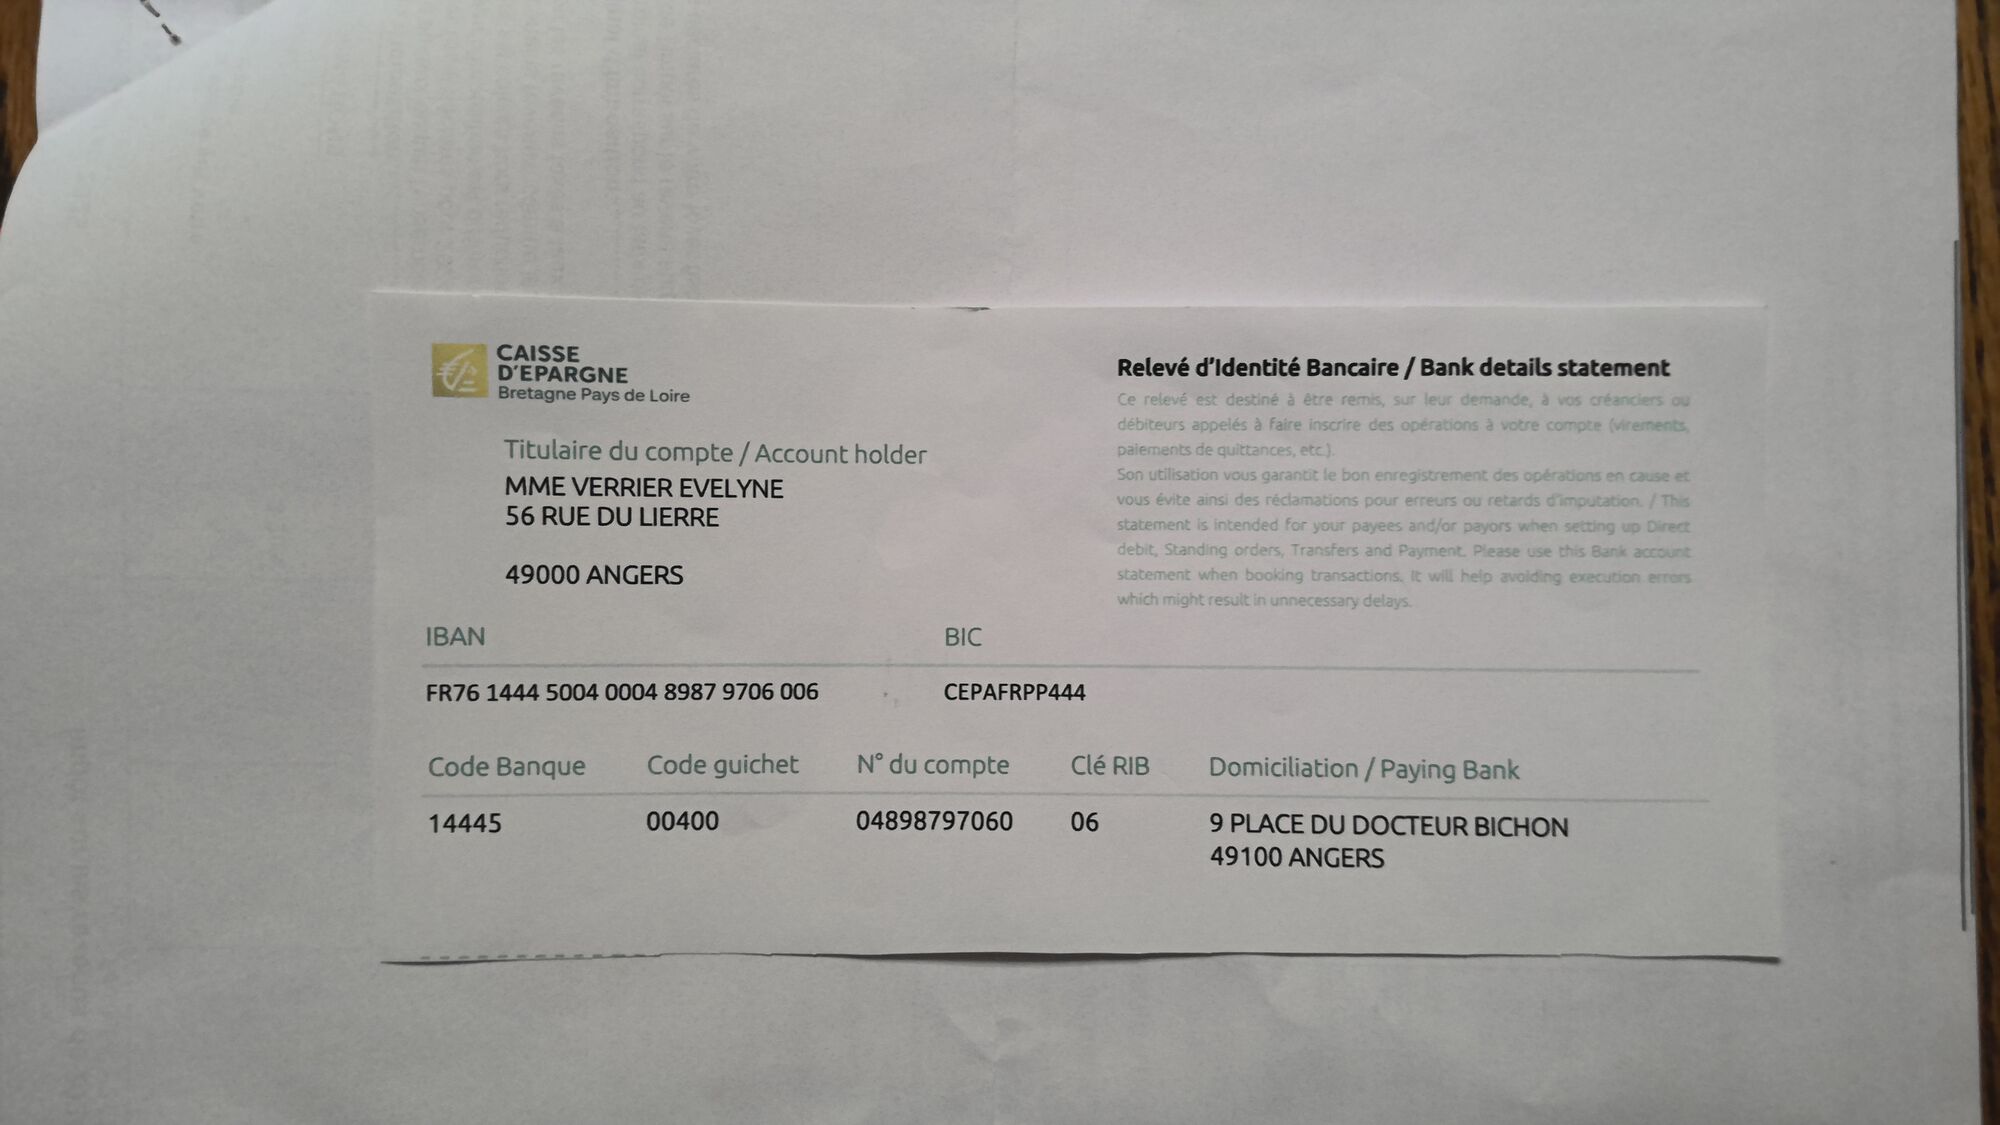 CAISSE
D'EPARGNE
Bretagne Pays de Loire
Titulaire du compte / Account holder
MME VERRIER EVELYNE
56 RUE DU LIERRE
49000 ANGERS
Relevé d'Identité Bancaire / Bank details statement
Ce relevé est destiné à être remis, sur leur demande, à vos créanciers ou
débiteurs appelés à faire inscrire des opérations à votre compte (virements,
paiements de quittances, etc.).
Son utilisation vous garantit le bon enregistrement des opérations en cause et
vous évite ainsi des réclamations pour erreurs ou retards d'imputation. / This
statement is intended for your payees and/or payors when setting up Direct
debit, Standing orders, Transfers and Payment. Please use this Bank account
statement when booking transactions. It will help avoiding execution errors
which might result in unnecessary delays.
IBAN BIC
FR76 1444 5004 0004 8987 9706 006 CEPAFRPP444
Code Banque Code guichet N° du compte Clé RIB Domiciliation / Paying Bank
14445 00400 04898797060 06 9 PLACE DU DOCTEUR BICHON
49100 ANGERS